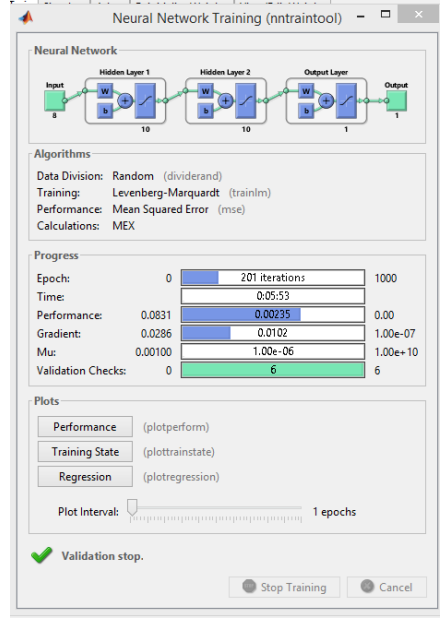 Neural Network Training (nntraintool)
Neural Network
Hidden Layer 1 Hidden Layer 2 Output Layer
Input Output
W W W
b b b
8 10 10 1 1
Algorithms
Data Division: Random (dividerand)
Training: Levenberg-Marquardt (trainlm)
Performance: Mean Squared Error (mse)
Calculations: MEX
Progress
Epoch: 0 201 iterations 1000
Time: 0:05:53
Performance: 0.0831 0.00235 0.00
Gradient: 0.0286 0.0102 1.00e-07
Mu: 0.00100 1.00e-06 1.00e+10
Validation Checks: 0 6 6
Plots
Performance (plotperform)
Training State (plottrainstate)
Regression (plotregression)
Plot Interval: 1 epochs
Validation stop.
Stop Training Cancel